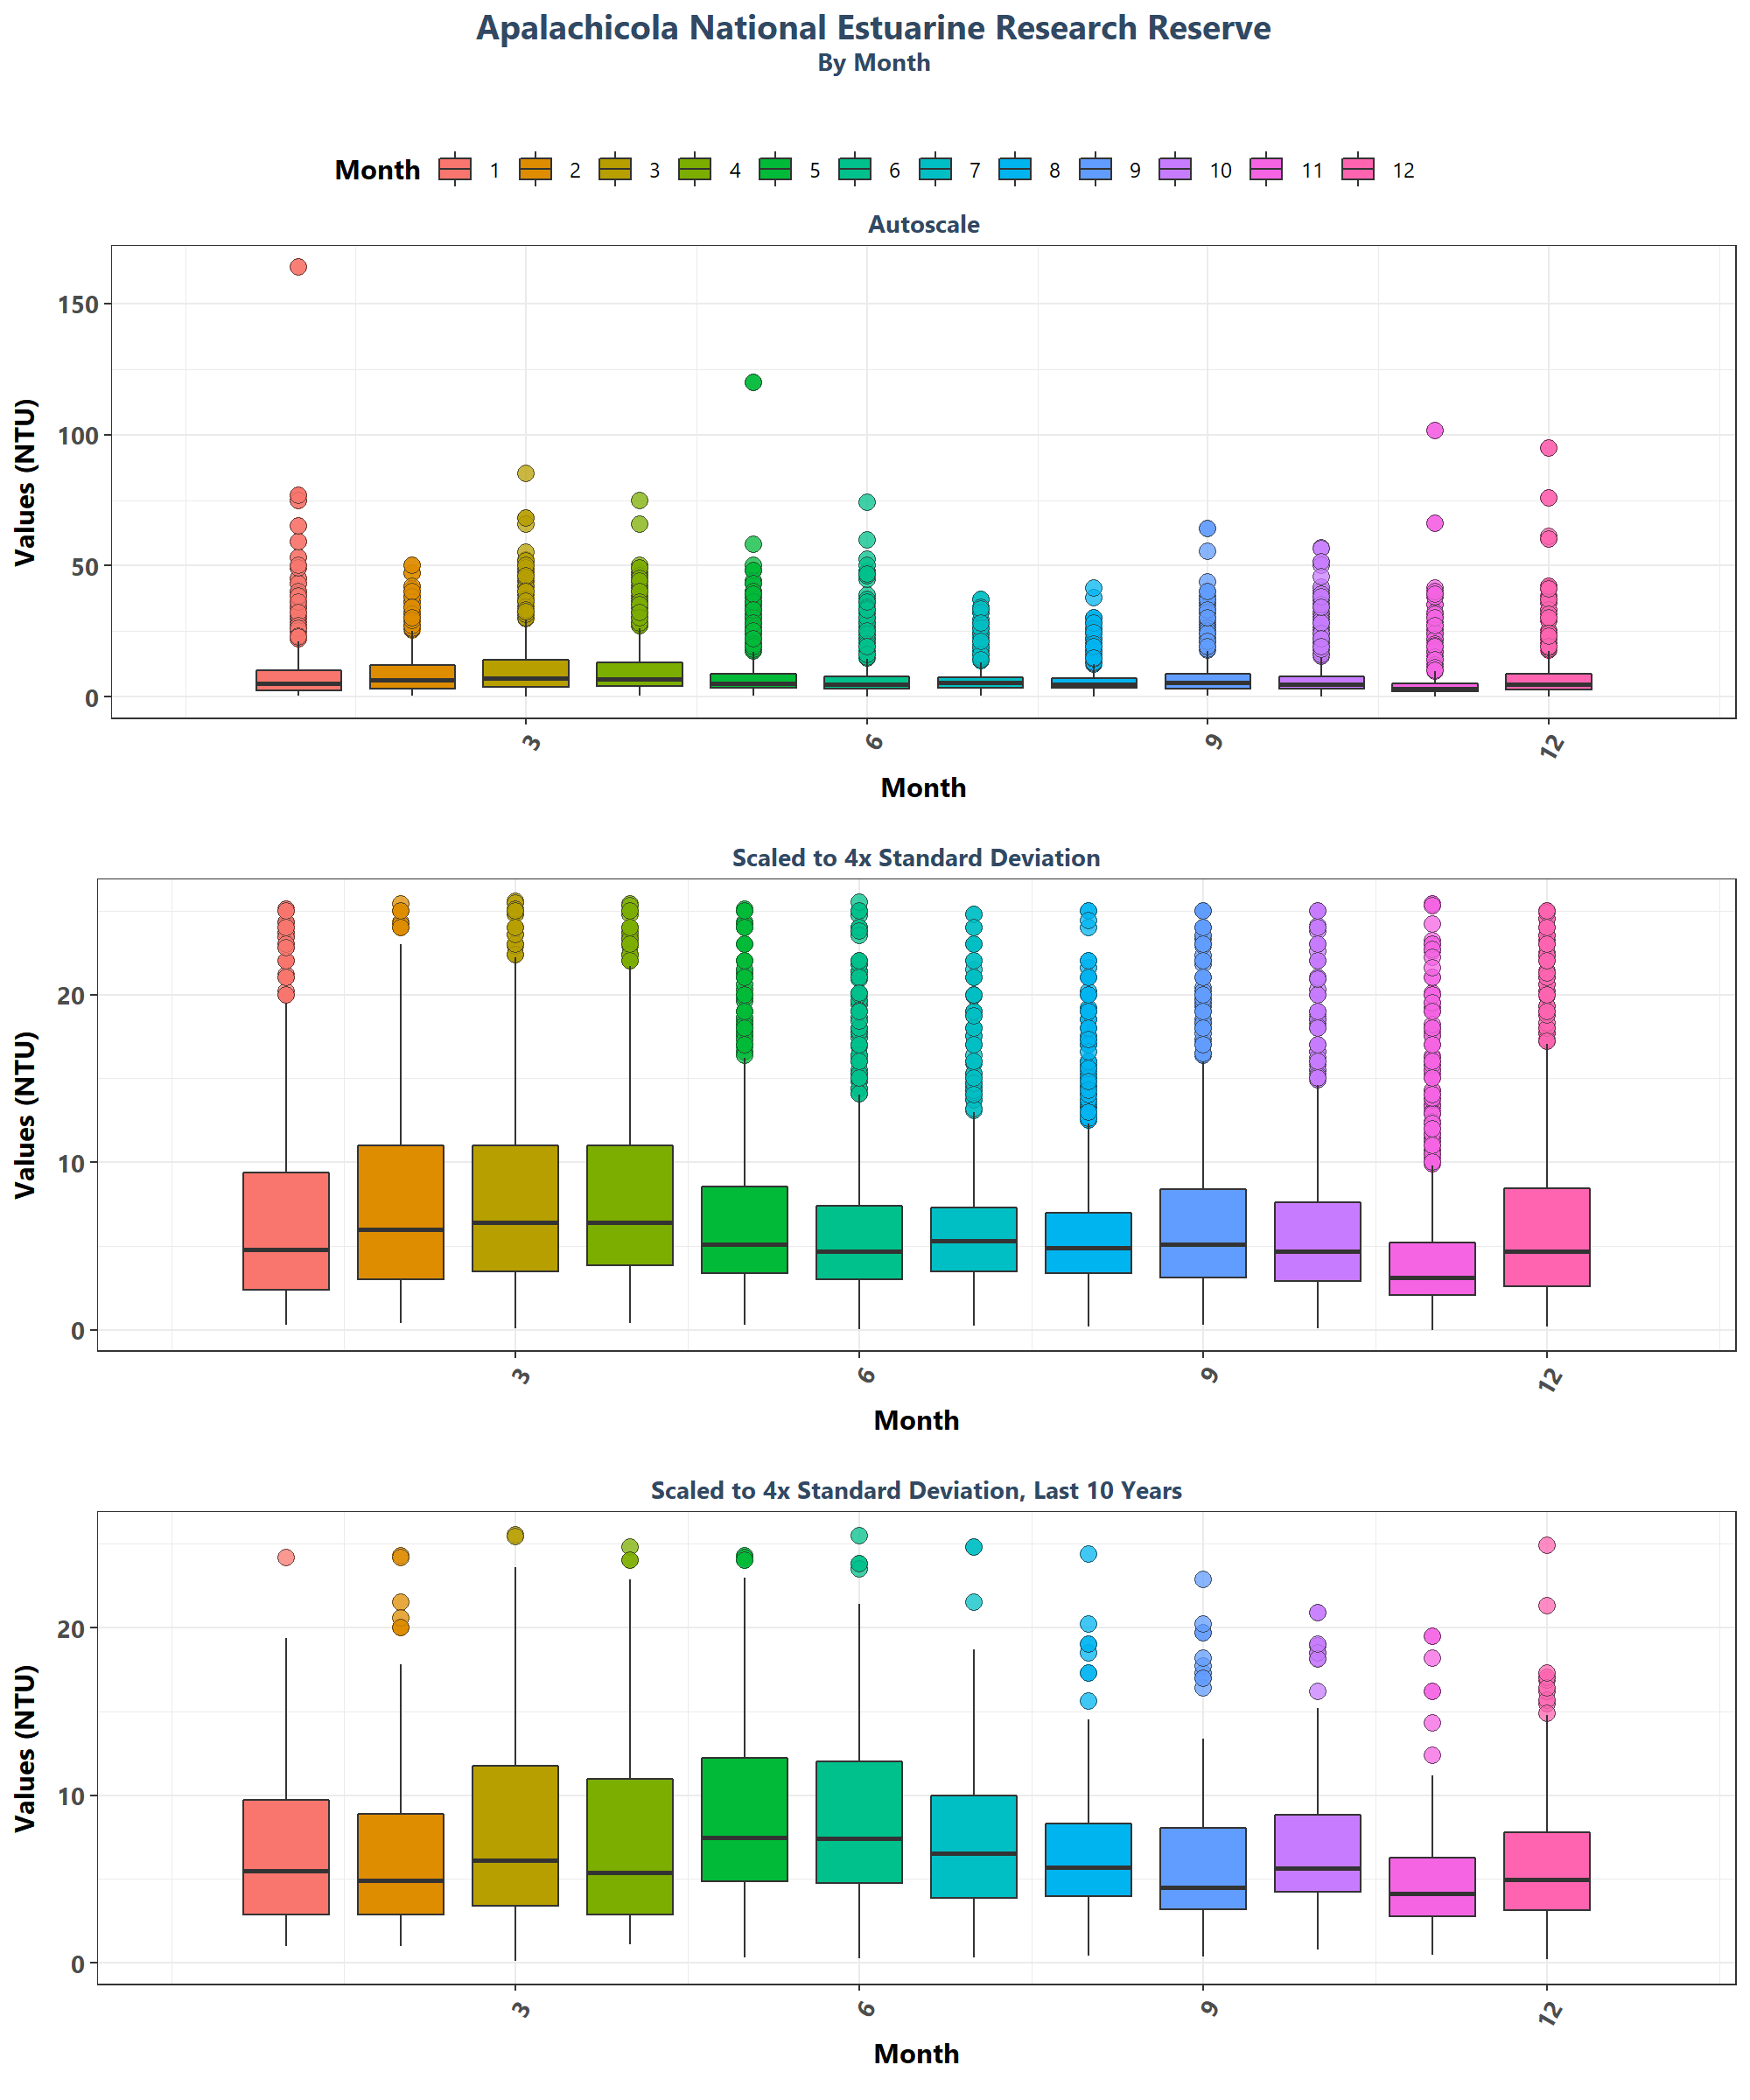 Apalachicola National Estuarine Research Reserve
By Month
Month 1 2 3 4 5 6 7 8 9 10 11 12
Autoscale
Values (NTU)
150
100
50
0
3 6 9 12
Month
Scaled to 4x Standard Deviation
Values (NTU)
20
10
0
3 6 9 12
Month
Scaled to 4x Standard Deviation, Last 10 Years
Values (NTU)
20
10
0
3 6 9 12
Month